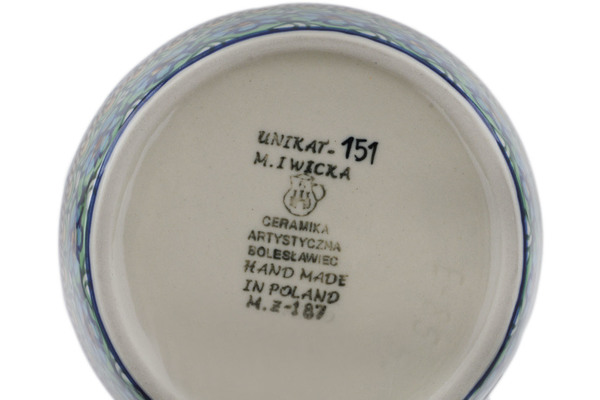 UNIKAT-151
M.IWICKA
CERAMIKA
ARTYSTYCZNA
BOLESŁAWIEC
HAND MADE
IN POLAND
M.Z-187